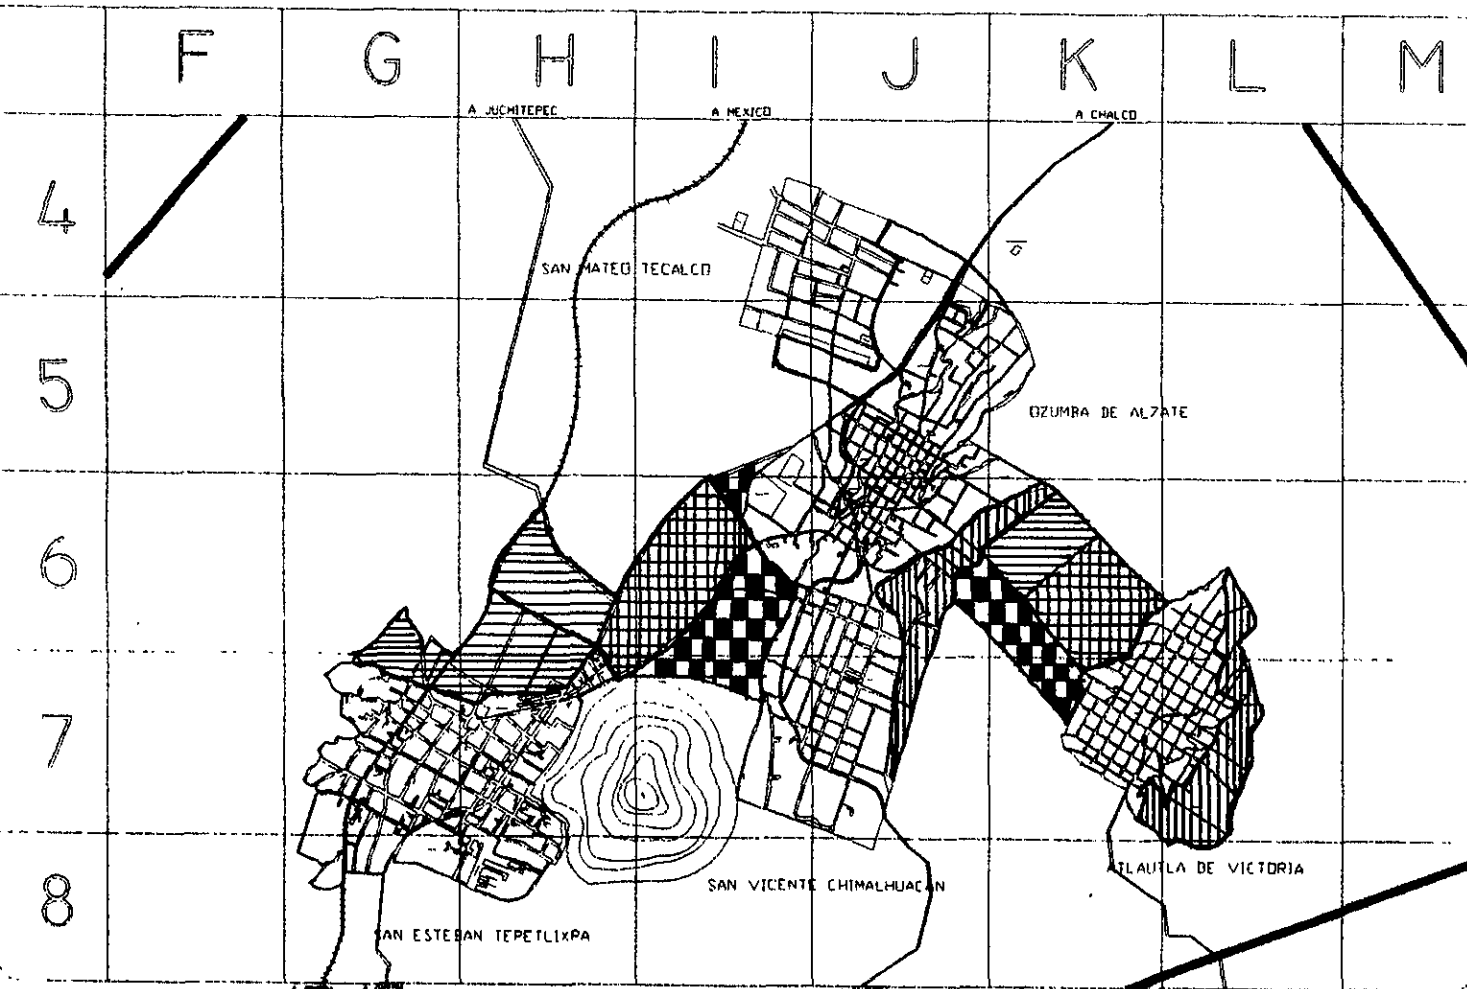 F G H I J K L M
A JUCHITEPEC A MEXICO A CHALCO
4
SAN MATEO TECALCO
5
OZUMBA DE ALZATE
6
7
ATLAUTLA DE VICTORIA
8
SAN VICENTE CHIMALHUACAN
SAN ESTEBAN TEPETLIXPA